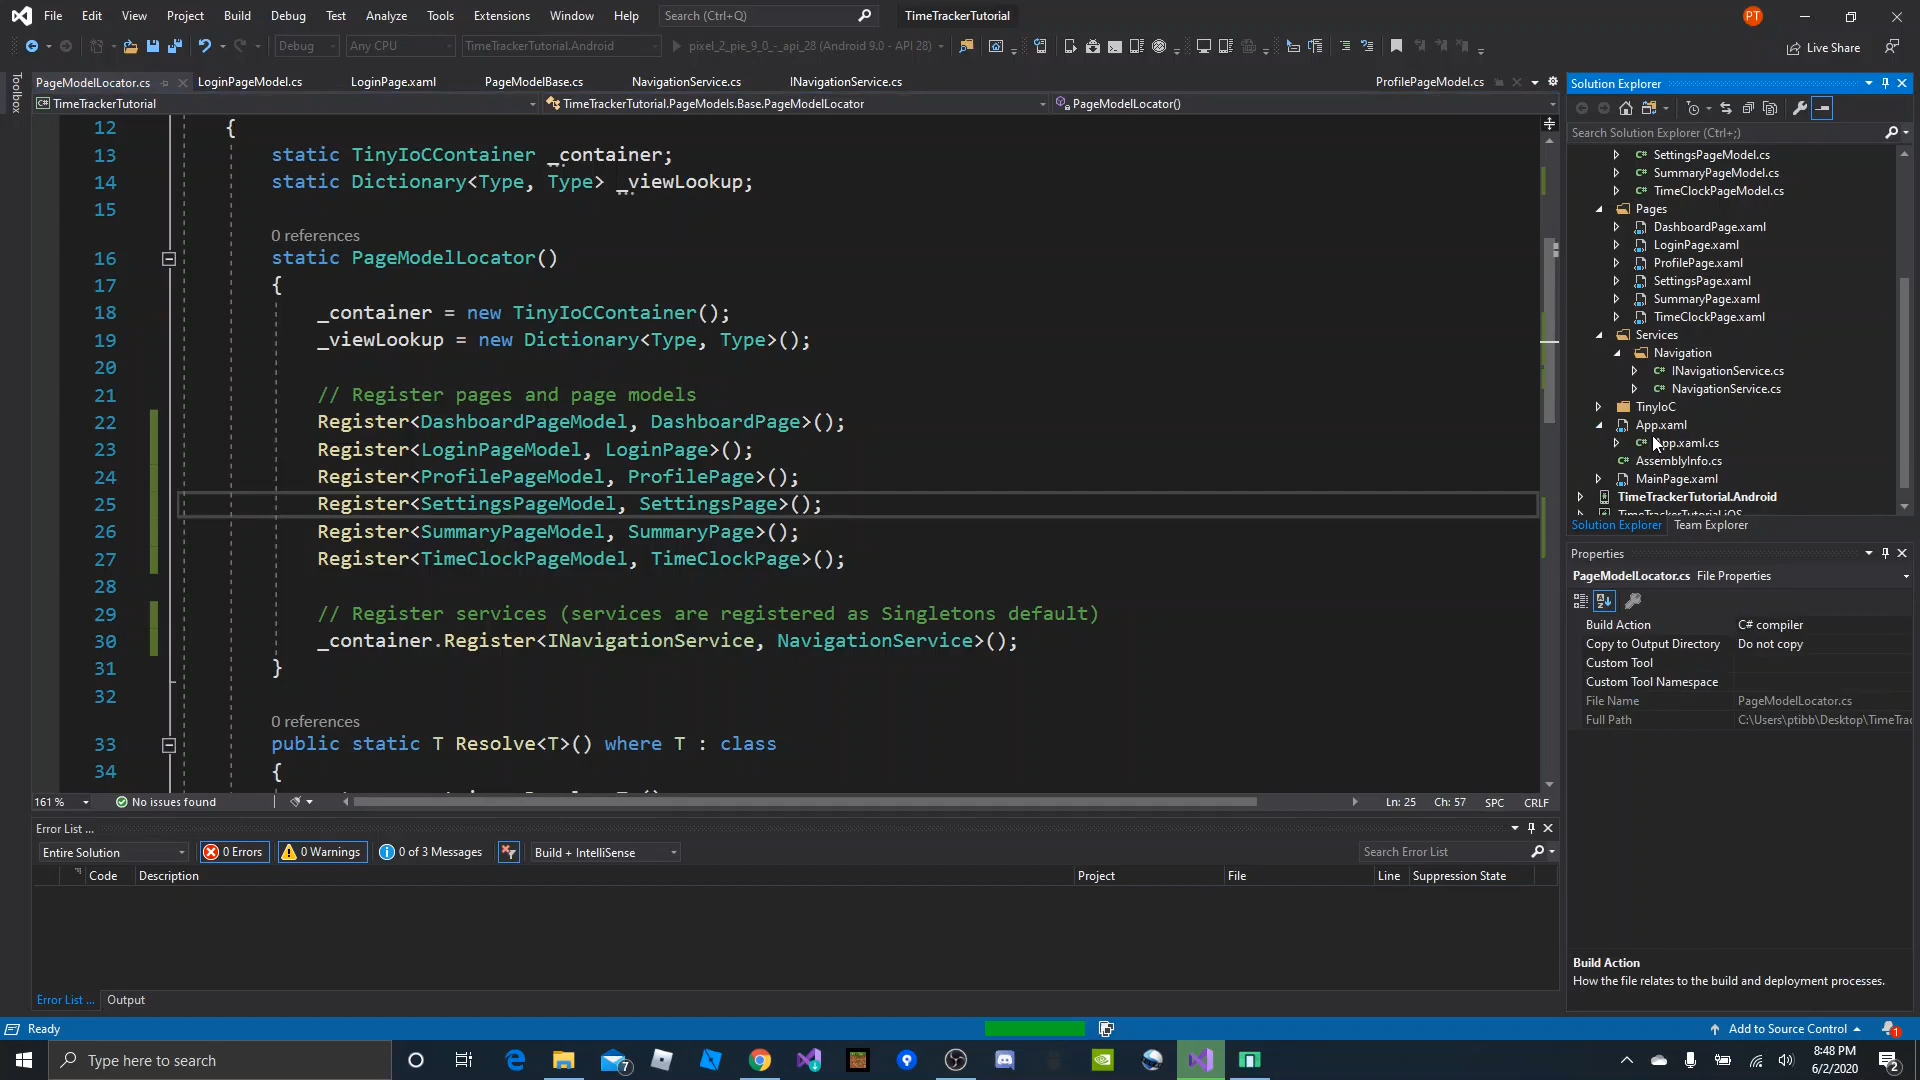 File Edit View Project Build Debug Test Analyze Tools Extensions Window Help Search (Ctrl+Q) TimeTrackerTutorial PT
Debug Any CPU TimeTrackerTutorial.Android pixel_2_pie_9_0_-_api_28 (Android 9.0 - API 28) Live Share
Toolbox
PageModelLocator.cs LoginPageModel.cs LoginPage.xaml PageModelBase.cs NavigationService.cs INavigationService.cs ProfilePageModel.cs
TimeTrackerTutorial TimeTrackerTutorial.PageModels.Base.PageModelLocator PageModelLocator()
12 {
13 static TinyIoCContainer _container;
14 static Dictionary<Type, Type> _viewLookup;
15
0 references
16 static PageModelLocator()
17 {
18 _container = new TinyIoCContainer();
19 _viewLookup = new Dictionary<Type, Type>();
20
21 // Register pages and page models
22 Register<DashboardPageModel, DashboardPage>();
23 Register<LoginPageModel, LoginPage>();
24 Register<ProfilePageModel, ProfilePage>();
25 Register<SettingsPageModel, SettingsPage>();
26 Register<SummaryPageModel, SummaryPage>();
27 Register<TimeClockPageModel, TimeClockPage>();
28
29 // Register services (services are registered as Singletons default)
30 _container.Register<INavigationService, NavigationService>();
31 }
32
0 references
33 public static T Resolve<T>() where T : class
34 {
161 % No issues found Ln: 25 Ch: 57 SPC CRLF
Error List ...
Entire Solution 0 Errors 0 Warnings 0 of 3 Messages Build + IntelliSense Search Error List
Code Description Project File Line Suppression State
Error List ... Output
Solution Explorer
Search Solution Explorer (Ctrl+;)
C# SettingsPageModel.cs
C# SummaryPageModel.cs
C# TimeClockPageModel.cs
Pages
DashboardPage.xaml
LoginPage.xaml
ProfilePage.xaml
SettingsPage.xaml
SummaryPage.xaml
TimeClockPage.xaml
Services
Navigation
C# INavigationService.cs
C# NavigationService.cs
TinyIoC
App.xaml
C# App.xaml.cs
C# AssemblyInfo.cs
MainPage.xaml
TimeTrackerTutorial.Android
TimeTrackerTutorial.iOS
Solution Explorer Team Explorer
Properties
PageModelLocator.cs File Properties
Build Action C# compiler
Copy to Output Directory Do not copy
Custom Tool
Custom Tool Namespace
File Name PageModelLocator.cs
Full Path C:\Users\ptibb\Desktop\TimeTrac
Build Action
How the file relates to the build and deployment processes.
Ready Add to Source Control 1
Type here to search 7 8:48 PM
6/2/2020 2